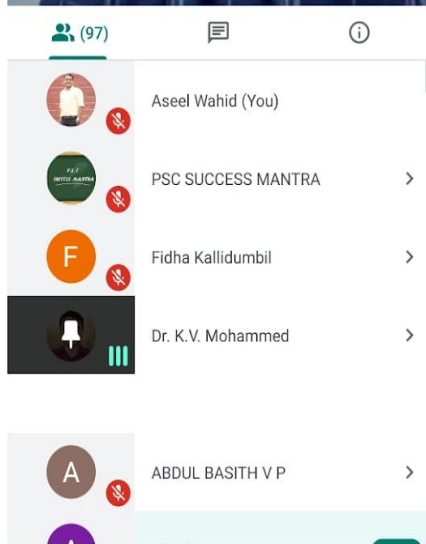 (97)
Aseel Wahid (You)
PSC SUCCESS MANTRA
F
Fidha Kallidumbil
Dr. K.V. Mohammed
A
ABDUL BASITH V P